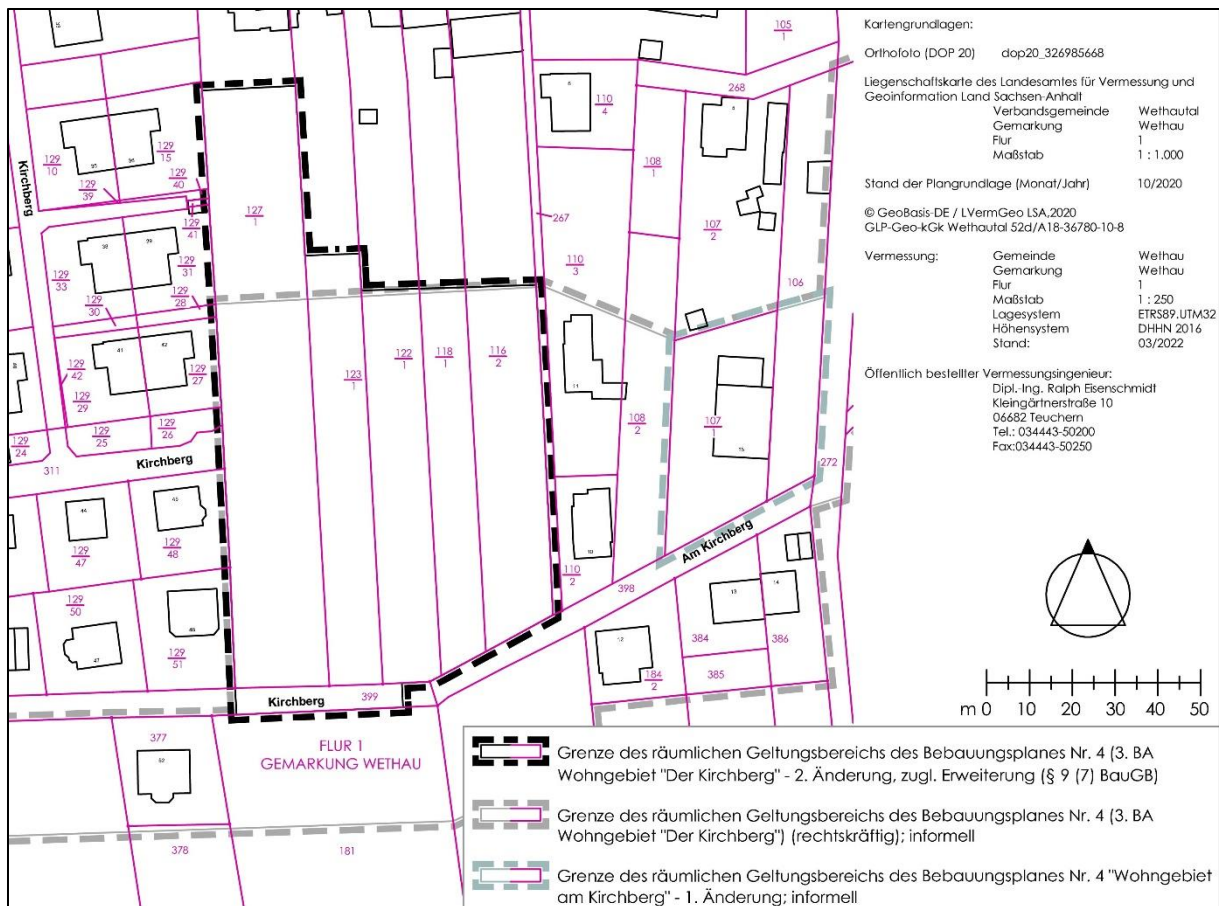 Kartengrundlagen:
Orthofoto (DOP 20) dop20_326985668
Liegenschaftskarte des Landesamtes für Vermessung und
Geoinformation Land Sachsen-Anhalt
Verbandsgemeinde Wethautal
Gemarkung Wethau
Flur 1
Maßstab 1 : 1.000
Stand der Plangrundlage (Monat/Jahr) 10/2020
© GeoBasis-DE / LVermGeo LSA,2020
GLP-Geo-kGk Wethautal 52d/A18-36780-10-8
Vermessung: Gemeinde Wethau
Gemarkung Wethau
Flur 1
Maßstab 1 : 250
Lagesystem ETRS89.UTM32
Höhensystem DHHN 2016
Stand: 03/2022
Öffentlich bestellter Vermessungsingenieur:
Dipl.-Ing. Ralph Eisenschmidt
Kleingärtnerstraße 10
06682 Teuchern
Tel.: 034443-50200
Fax:034443-50250
m 0 10 20 30 40 50
Grenze des räumlichen Geltungsbereichs des Bebauungsplanes Nr. 4 (3. BA
Wohngebiet "Der Kirchberg" - 2. Änderung, zugl. Erweiterung (§ 9 (7) BauGB)
Grenze des räumlichen Geltungsbereichs des Bebauungsplanes Nr. 4 (3. BA
Wohngebiet "Der Kirchberg") (rechtskräftig); informell
Grenze des räumlichen Geltungsbereichs des Bebauungsplanes Nr. 4 "Wohngebiet
am Kirchberg" - 1. Änderung; informell
105
1
268
110
4
108
1
107
2
267
110
3
106
129
10
129
15
129
39
129
40
129
41
Kirchberg
127
1
129
33
129
31
129
30
129
28
129
42
129
29
129
27
129
24
129
25
129
26
311
Kirchberg
123
1
122
1
118
1
116
2
11
108
2
107
1
15
272
44
129
47
129
48
10
110
2
Am Kirchberg
398
129
50
47
129
51
12
184
2
13
14
384
385
386
399
Kirchberg
FLUR 1
GEMARKUNG WETHAU
377
52
378
181